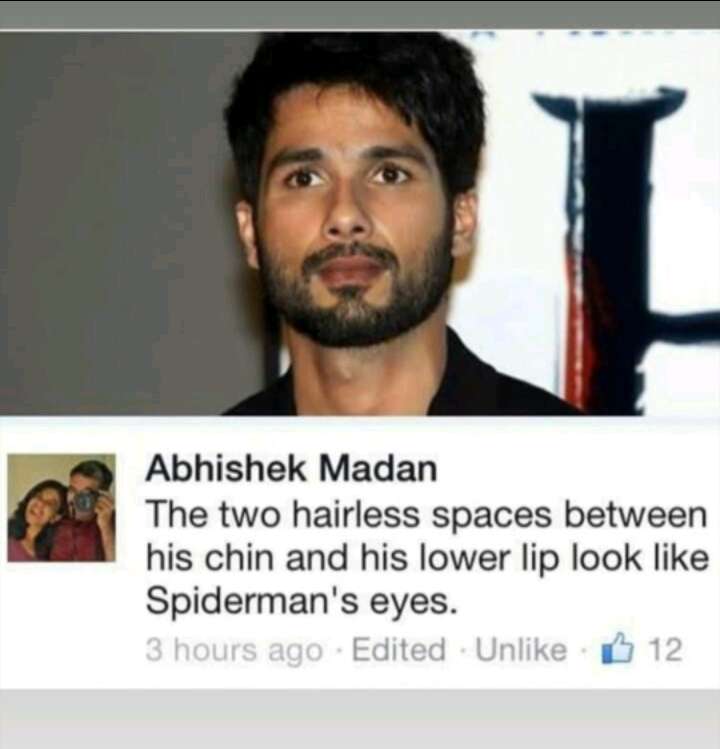 Abhishek Madan
The two hairless spaces between
his chin and his lower lip look like
Spiderman's eyes.
3 hours ago · Edited · Unlike · 12